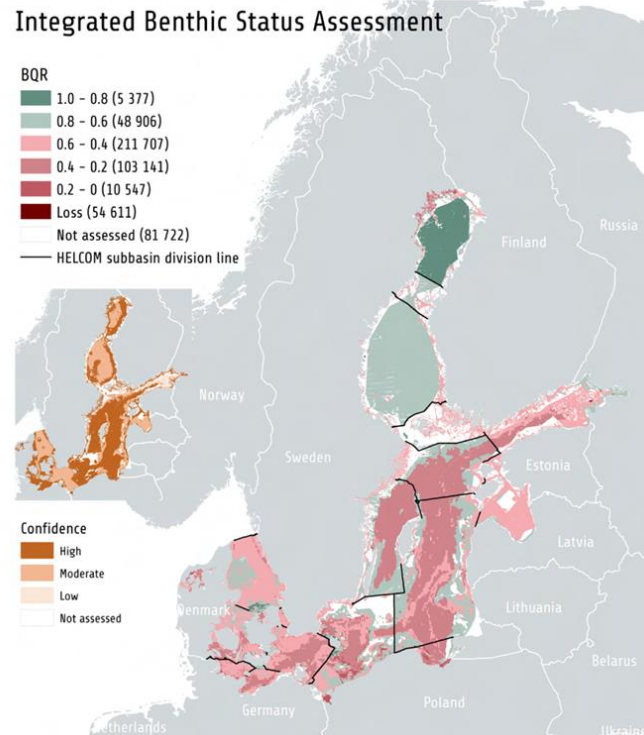 Integrated Benthic Status Assessment
BQR
1.0 - 0.8 (5 377)
0.8 - 0.6 (48 906)
0.6 - 0.4 (211 707)
0.4 - 0.2 (103 141)
0.2 - 0 (10 547)
Loss (54 611)
Not assessed (81 722)
HELCOM subbasin division line
Russia
Finland
Norway
Sweden
Estonia
Confidence
High
Moderate
Low
Not assessed
Latvia
Denmark
Lithuania
Belarus
Germany
Poland
etherlands
Ukrain